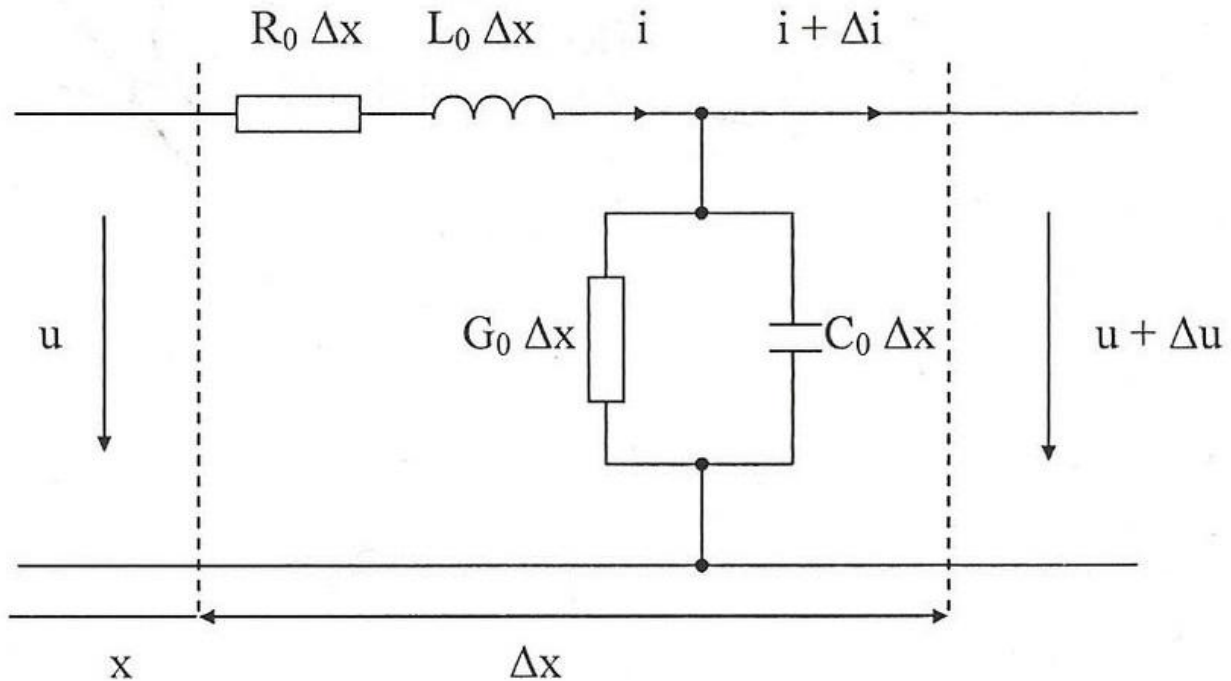 R₀ Δx L₀ Δx i i + Δi
u G₀ Δx C₀ Δx u + Δu
x Δx